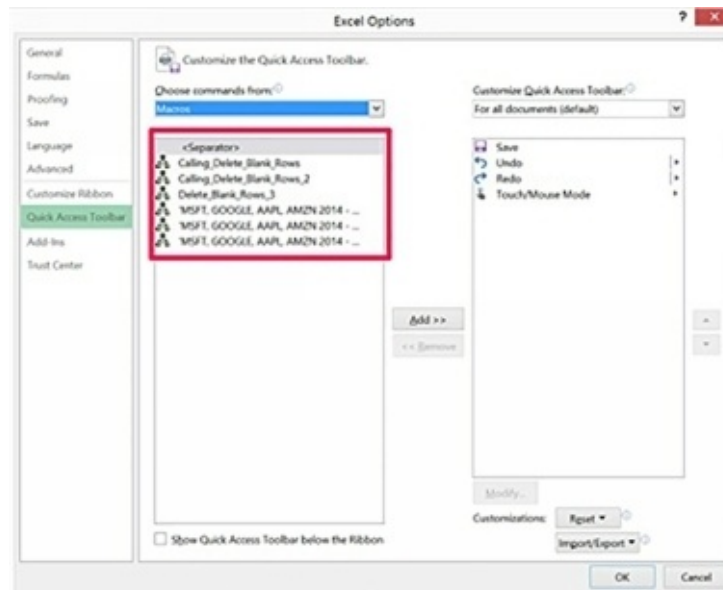 Excel Options
?
General
Formulas
Proofing
Save
Language
Advanced
Customize Ribbon
Quick Access Toolbar
Add-Ins
Trust Center
Customize the Quick Access Toolbar.
Choose commands from:
Macros
<Separator>
Calling_Delete_Blank_Rows
Calling_Delete_Blank_Rows_2
Delete_Blank_Rows_3
'MSFT, GOOGLE, AAPL, AMZN 2014 - ...
'MSFT, GOOGLE, AAPL, AMZN 2014 - ...
'MSFT, GOOGLE, AAPL, AMZN 2014 - ...
Show Quick Access Toolbar below the Ribbon
Add >>
<< Remove
Customize Quick Access Toolbar:
For all documents (default)
Save
Undo
Redo
Touch/Mouse Mode
Modify...
Customizations:
Reset
Import/Export
OK
Cancel